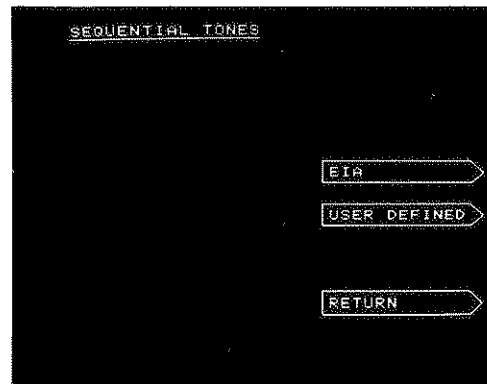 SEQUENTIAL TONES
EIA
USER DEFINED
RETURN